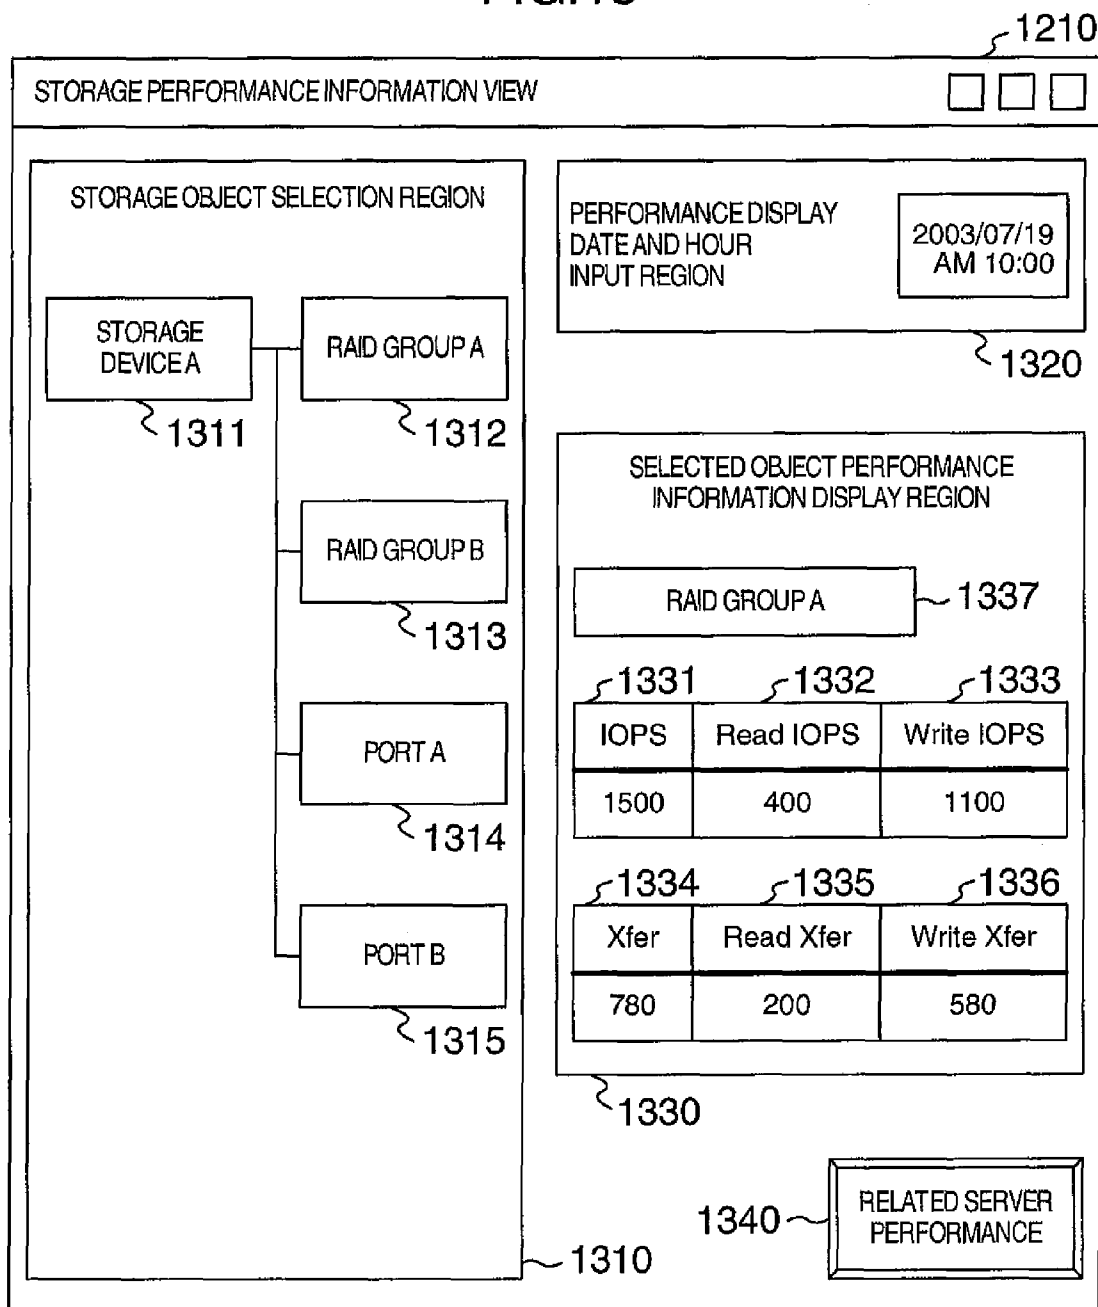 1210
STORAGE PERFORMANCE INFORMATION VIEW
STORAGE OBJECT SELECTION REGION
STORAGE
DEVICE A
1311
RAID GROUP A
1312
RAID GROUP B
1313
PORT A
1314
PORT B
1315
1310
PERFORMANCE DISPLAY
DATE AND HOUR
INPUT REGION
2003/07/19
AM 10:00
1320
SELECTED OBJECT PERFORMANCE
INFORMATION DISPLAY REGION
RAID GROUP A
1337
1331 1332 1333
IOPS Read IOPS Write IOPS
1500 400 1100
1334 1335 1336
Xfer Read Xfer Write Xfer
780 200 580
1330
1340
RELATED SERVER
PERFORMANCE